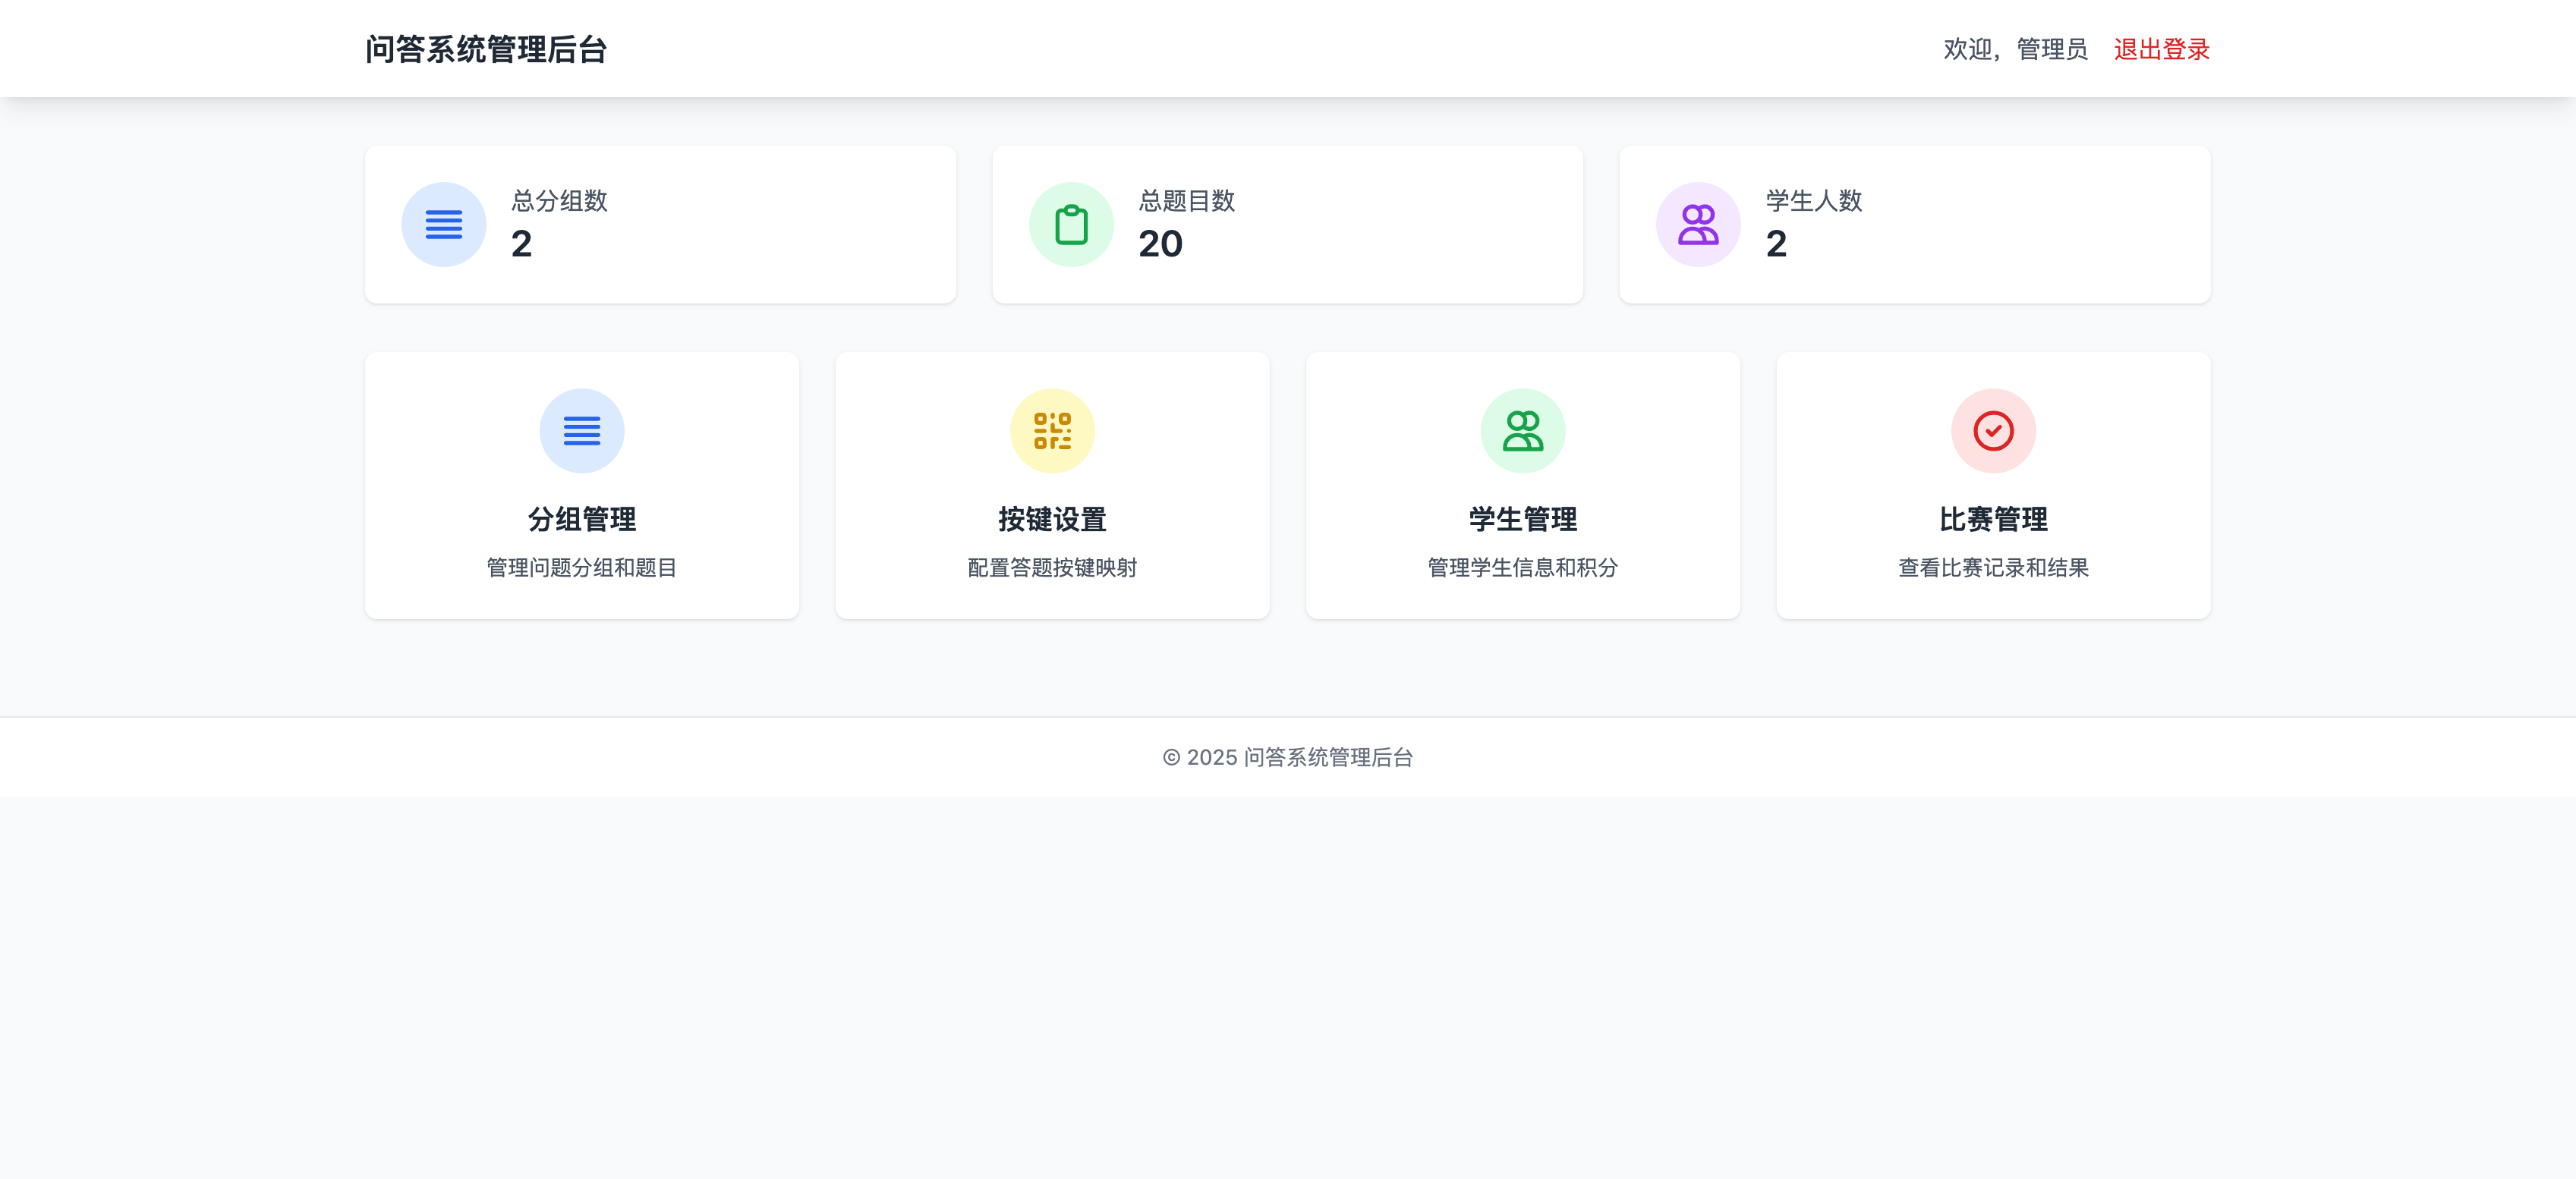 问答系统管理后台
欢迎，管理员 退出登录
总分组数
2
总题目数
20
学生人数
2
分组管理
管理问题分组和题目
按键设置
配置答题按键映射
学生管理
管理学生信息和积分
比赛管理
查看比赛记录和结果
© 2025 问答系统管理后台